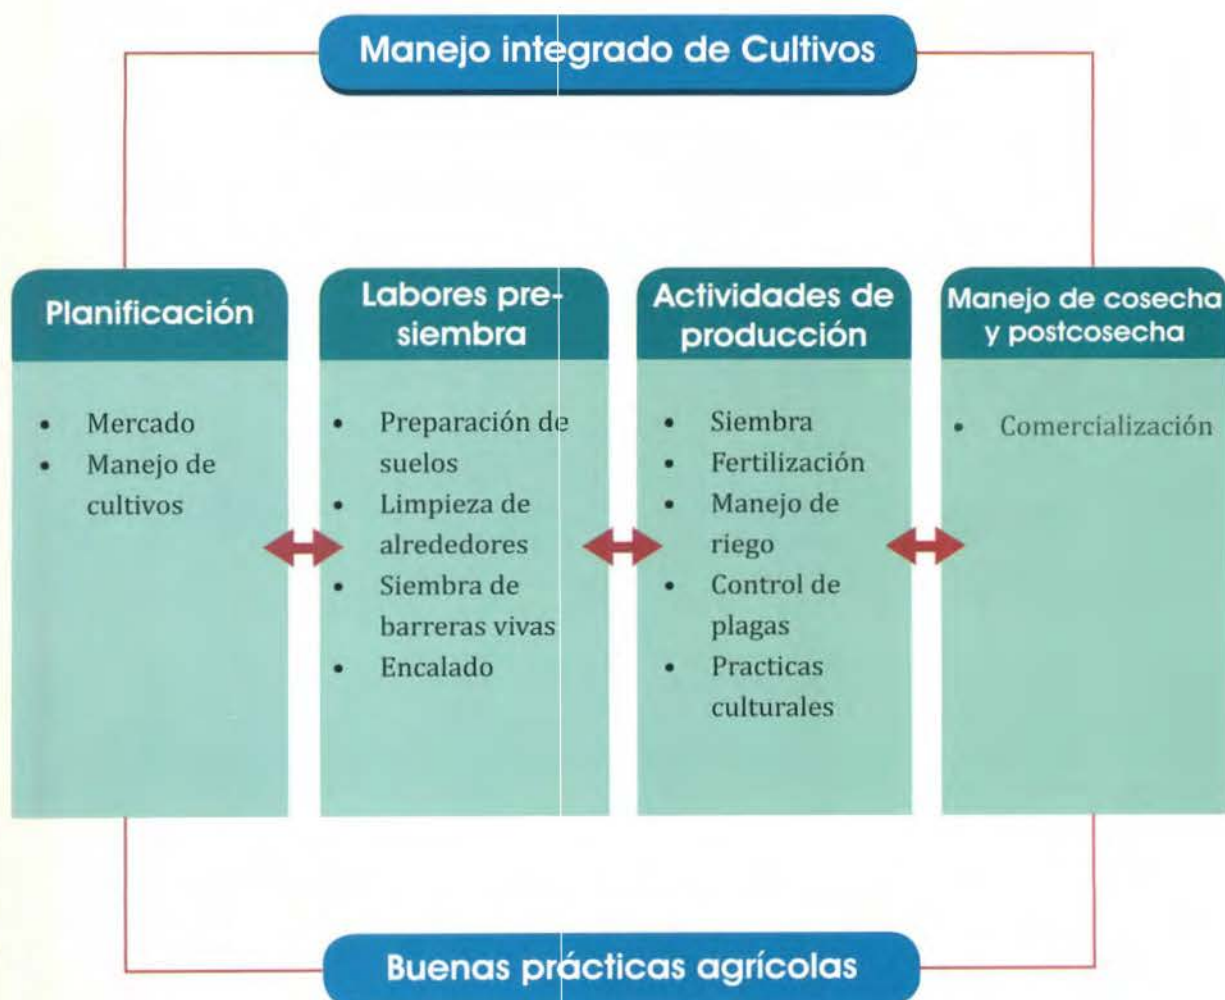 Manejo integrado de Cultivos
Planificación
• Mercado
• Manejo de
cultivos
Labores pre-
siembra
• Preparación de
suelos
• Limpieza de
alrededores
• Siembra de
barreras vivas
• Encalado
Actividades de
producción
• Siembra
• Fertilización
• Manejo de
riego
• Control de
plagas
• Practicas
culturales
Manejo de cosecha
y postcosecha
• Comercialización
Buenas prácticas agrícolas